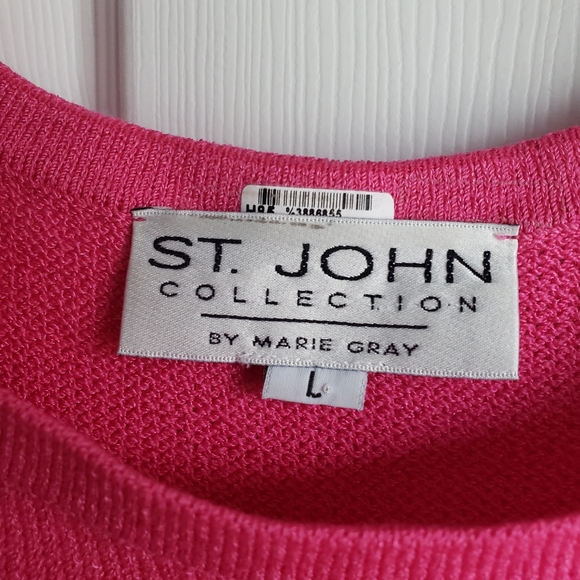 ST. JOHN
COLLECTION
BY MARIE GRAY
L